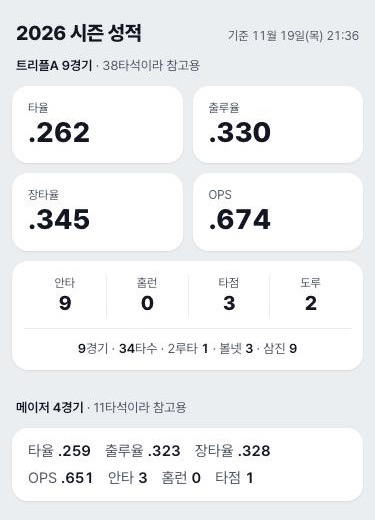 2026 시즌 성적
기준 11월 19일(목) 21:36
트리플A 9경기 · 38타석이라 참고용
타율
.262
출루율
.330
장타율
.345
OPS
.674
안타 홈런 타점 도루
9 0 3 2
9경기 · 34타수 · 2루타 1 · 볼넷 3 · 삼진 9
메이저 4경기 · 11타석이라 참고용
타율 .259 출루율 .323 장타율 .328
OPS .651 안타 3 홈런 0 타점 1